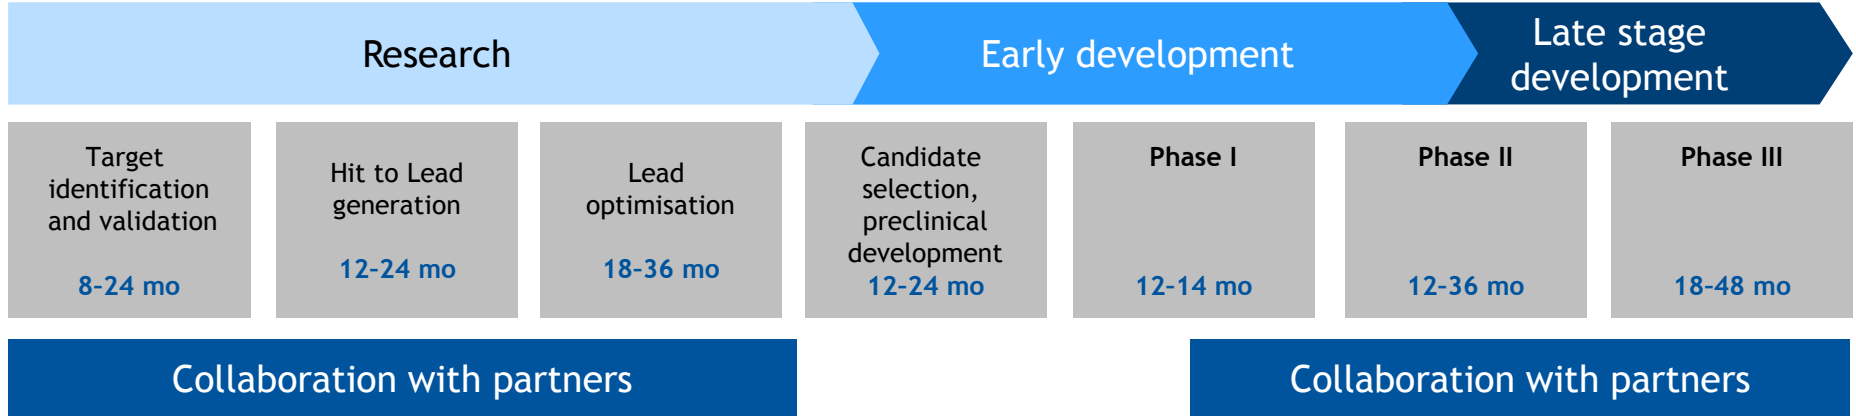 Research
Early development
Late stage
development
Target
identification
and validation
8–24 mo
Hit to Lead
generation
12–24 mo
Lead
optimisation
18–36 mo
Candidate
selection,
preclinical
development
12–24 mo
Phase I
12–14 mo
Phase II
12–36 mo
Phase III
18–48 mo
Collaboration with partners
Collaboration with partners